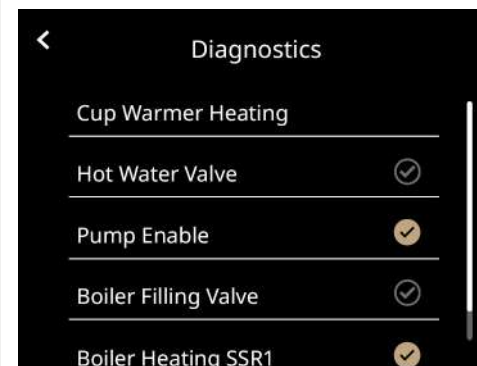 Diagnostics
Cup Warmer Heating
Hot Water Valve
Pump Enable
Boiler Filling Valve
Boiler Heating SSR1